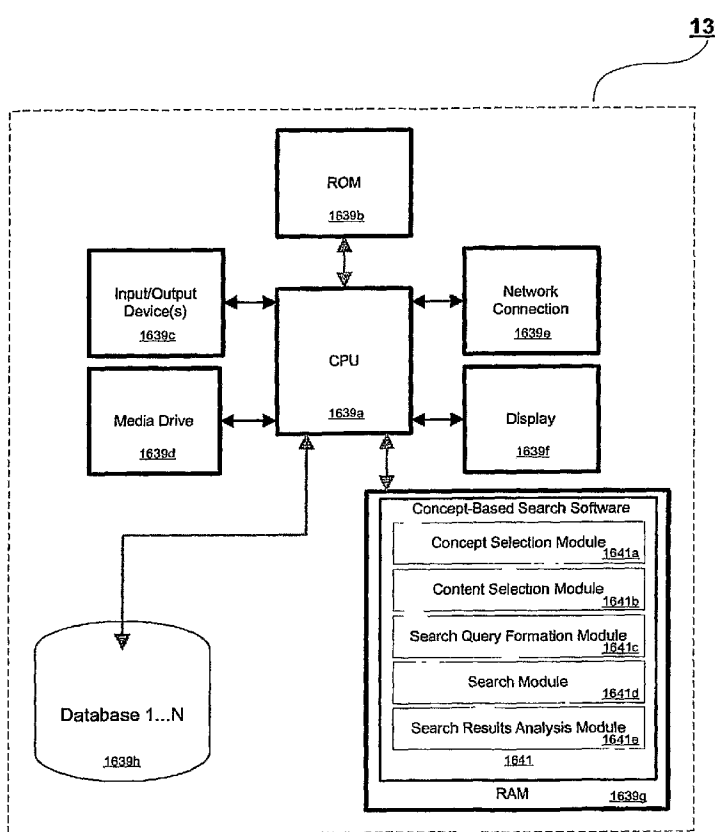 13
ROM
1639b
Input/Output
Device(s)
1639c
CPU
1639a
Network
Connection
1639e
Media Drive
1639d
Display
1639f
Concept-Based Search Software
Concept Selection Module
1641a
Content Selection Module
1641b
Search Query Formation Module
1641c
Search Module
1641d
Search Results Analysis Module
1641e
1641
RAM
1639g
Database 1...N
1639h